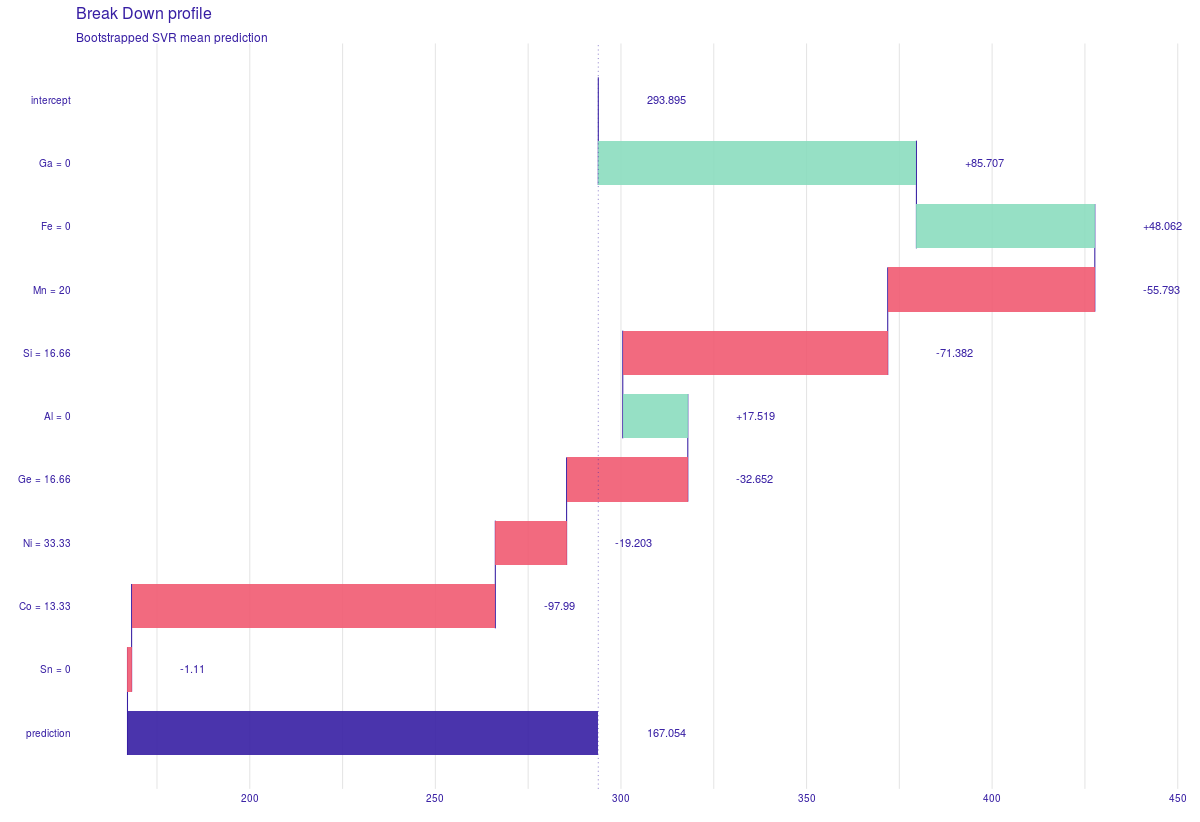 Break Down profile
Bootstrapped SVR mean prediction
intercept 293.895
Ga = 0 +85.707
Fe = 0 +48.062
Mn = 20 -55.793
Si = 16.66 -71.382
Al = 0 +17.519
Ge = 16.66 -32.652
Ni = 33.33 -19.203
Co = 13.33 -97.99
Sn = 0 -1.11
prediction 167.054
200 250 300 350 400 450